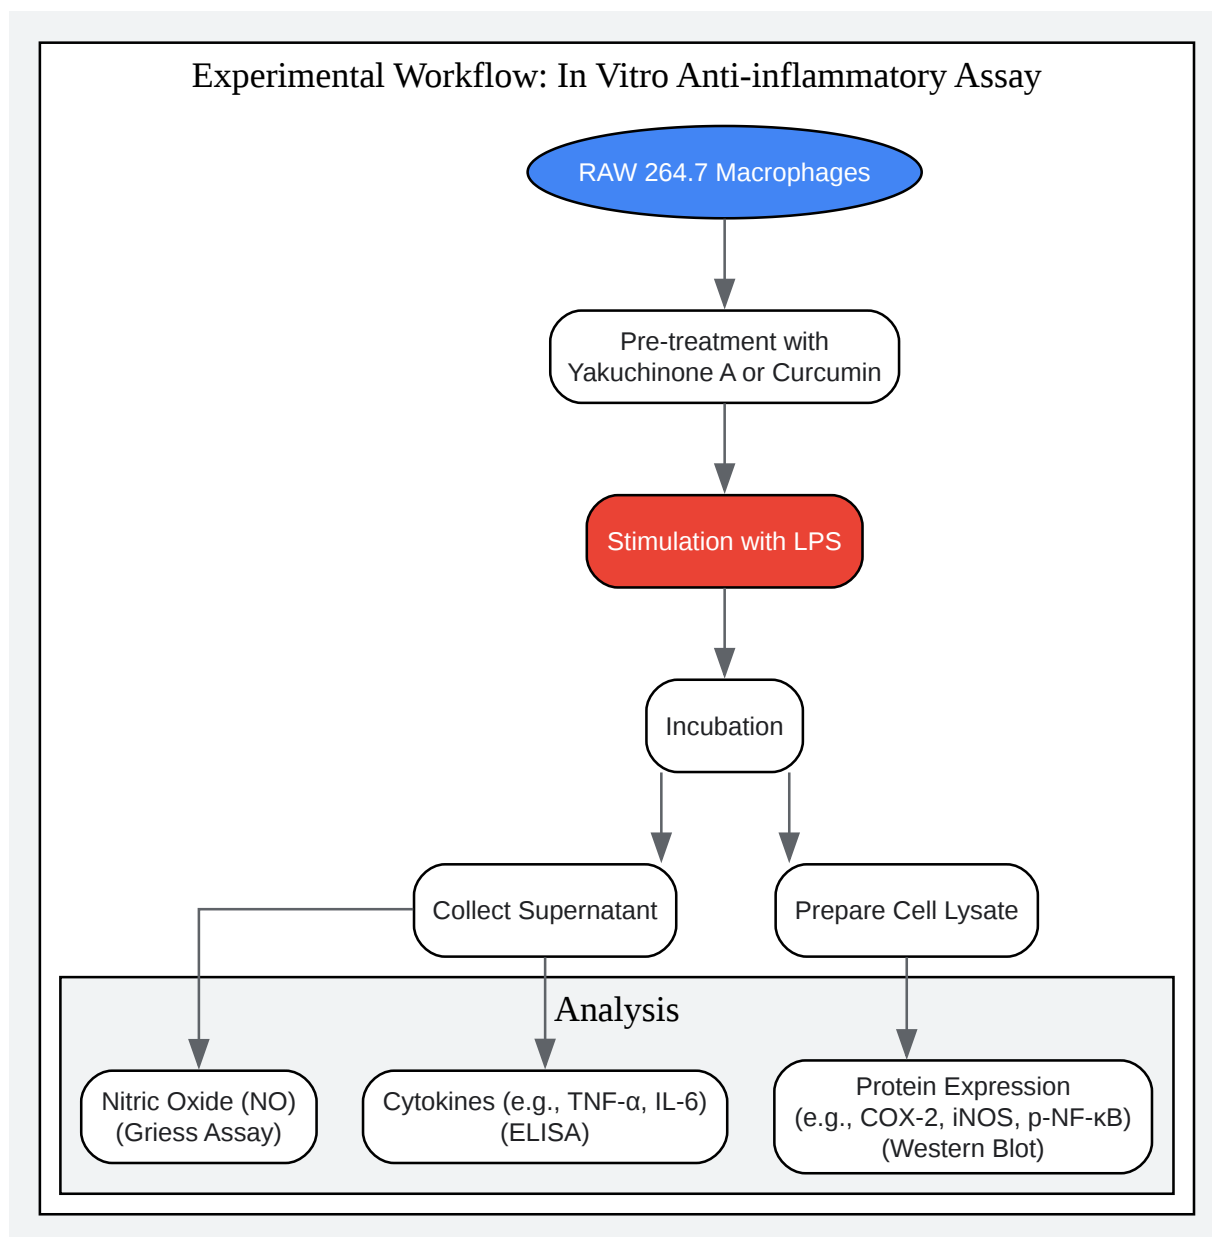 Experimental Workflow: In Vitro Anti-inflammatory Assay
RAW 264.7 Macrophages
Pre-treatment with
Yakuchinone A or Curcumin
Stimulation with LPS
Incubation
Collect Supernatant
Prepare Cell Lysate
Analysis
Nitric Oxide (NO)
(Griess Assay)
Cytokines (e.g., TNF-α, IL-6)
(ELISA)
Protein Expression
(e.g., COX-2, iNOS, p-NF-κB)
(Western Blot)